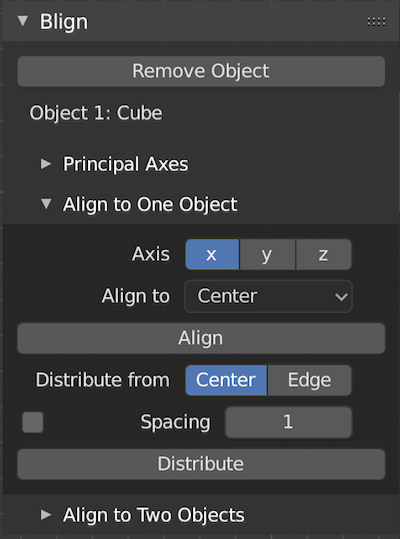 Blign
Remove Object
Object 1: Cube
Principal Axes
Align to One Object
Axis x y z
Align to Center
Align
Distribute from Center Edge
Spacing 1
Distribute
Align to Two Objects